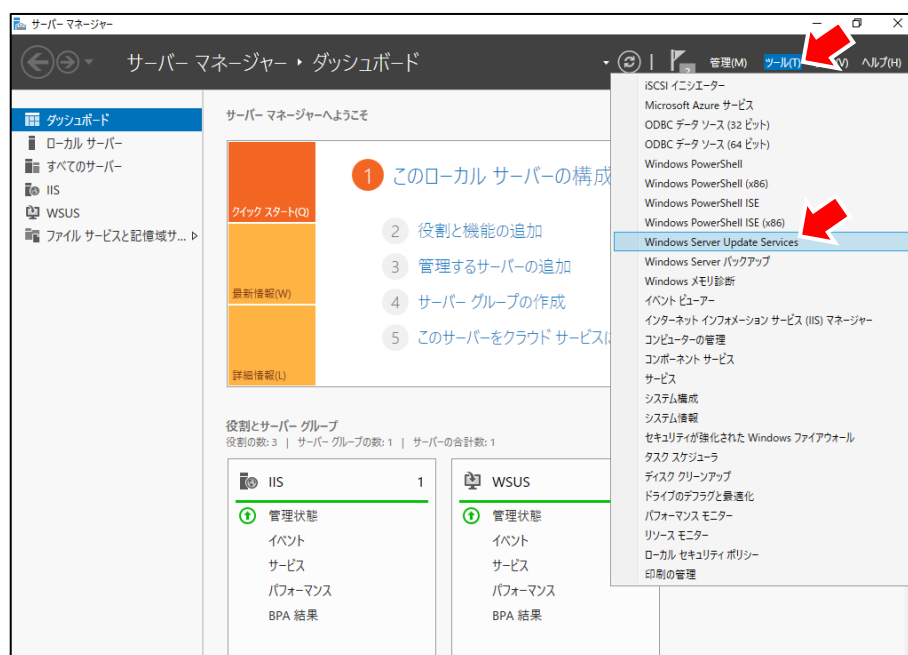 サーバー マネージャー
サーバー マネージャー ・ ダッシュボード
2
管理(M)
ツール(T)
(V)
ヘルプ(H)
ダッシュボード
ローカル サーバー
すべてのサーバー
IIS
WSUS
ファイル サービスと記憶域サ...
サーバー マネージャーへようこそ
クイック スタート(Q)
最新情報(W)
詳細情報(L)
1 このローカル サーバーの構成
2 役割と機能の追加
3 管理するサーバーの追加
4 サーバー グループの作成
5 このサーバーをクラウド サービスに
役割とサーバー グループ
役割の数: 3 | サーバー グループの数: 1 | サーバーの合計数: 1
IIS 1
管理状態
イベント
サービス
パフォーマンス
BPA 結果
WSUS
管理状態
イベント
サービス
パフォーマンス
BPA 結果
iSCSI イニシエーター
Microsoft Azure サービス
ODBC データ ソース (32 ビット)
ODBC データ ソース (64 ビット)
Windows PowerShell
Windows PowerShell (x86)
Windows PowerShell ISE
Windows PowerShell ISE (x86)
Windows Server Update Services
Windows Server バックアップ
Windows メモリ診断
イベント ビューアー
インターネット インフォメーション サービス (IIS) マネージャー
コンピューターの管理
コンポーネント サービス
サービス
システム構成
システム情報
セキュリティが強化された Windows ファイアウォール
タスク スケジューラ
ディスク クリーンアップ
ドライブのデフラグと最適化
パフォーマンス モニター
リソース モニター
ローカル セキュリティ ポリシー
印刷の管理